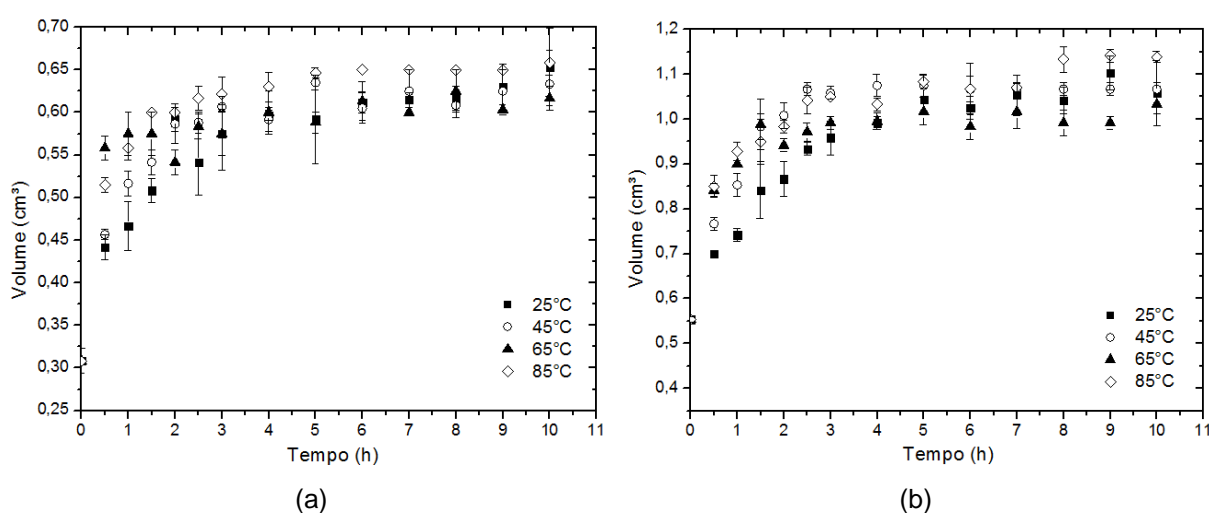 0,70
0,65
0,60
0,55
0,50
0,45
0,40
0,35
0,30
0,25
Volume (cm³)
0 1 2 3 4 5 6 7 8 9 10 11
Tempo (h)
25°C
45°C
65°C
85°C
(a)
1,2
1,1
1,0
0,9
0,8
0,7
0,6
0,5
0,4
Volume (cm³)
0 1 2 3 4 5 6 7 8 9 10 11
Tempo (h)
25°C
45°C
65°C
85°C
(b)